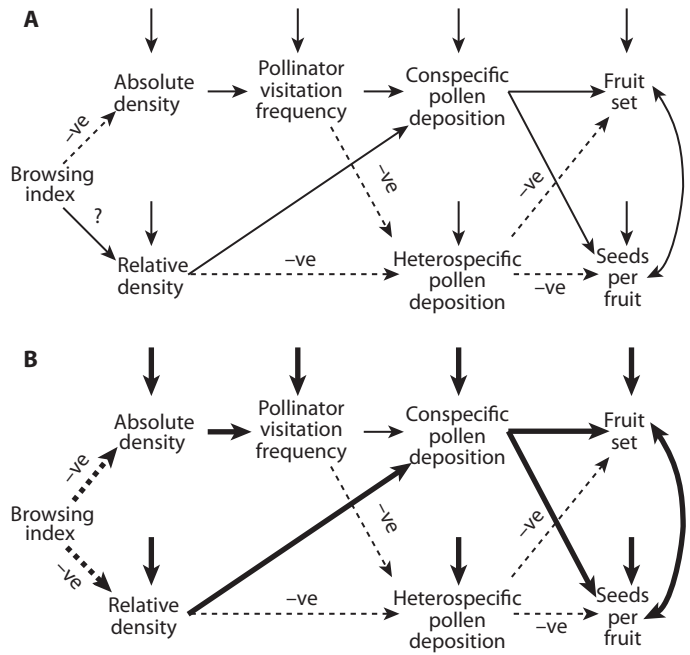 A
Absolute
density
Pollinator
visitation
frequency
Conspecific
pollen
deposition
Fruit
set
–ve
Browsing
index
?
–ve
–ve
Relative
density
–ve
Heterospecific
pollen
deposition
–ve
Seeds
per
fruit
B
Absolute
density
Pollinator
visitation
frequency
Conspecific
pollen
deposition
Fruit
set
–ve
Browsing
index
–ve
–ve
–ve
Relative
density
–ve
Heterospecific
pollen
deposition
–ve
Seeds
per
fruit